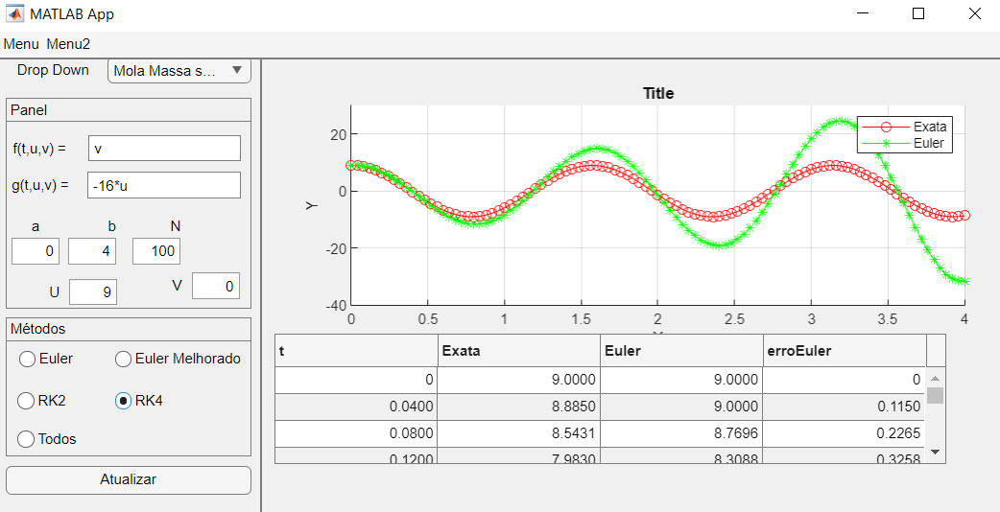 MATLAB App
Menu Menu2
Drop Down Mola Massa s...
Panel
f(t,u,v) = v
g(t,u,v) = -16*u
a b N
0 4 100
U 9 V 0
Métodos
Euler Euler Melhorado
RK2 RK4
Todos
Atualizar
Title
Exata
Euler
Y
20
0
-20
-40
0 0.5 1 1.5 2 2.5 3 3.5 4
t Exata Euler erroEuler
0 9.0000 9.0000 0
0.0400 8.8850 9.0000 0.1150
0.0800 8.5431 8.7696 0.2265
0.1200 7.9830 8.3088 0.3258